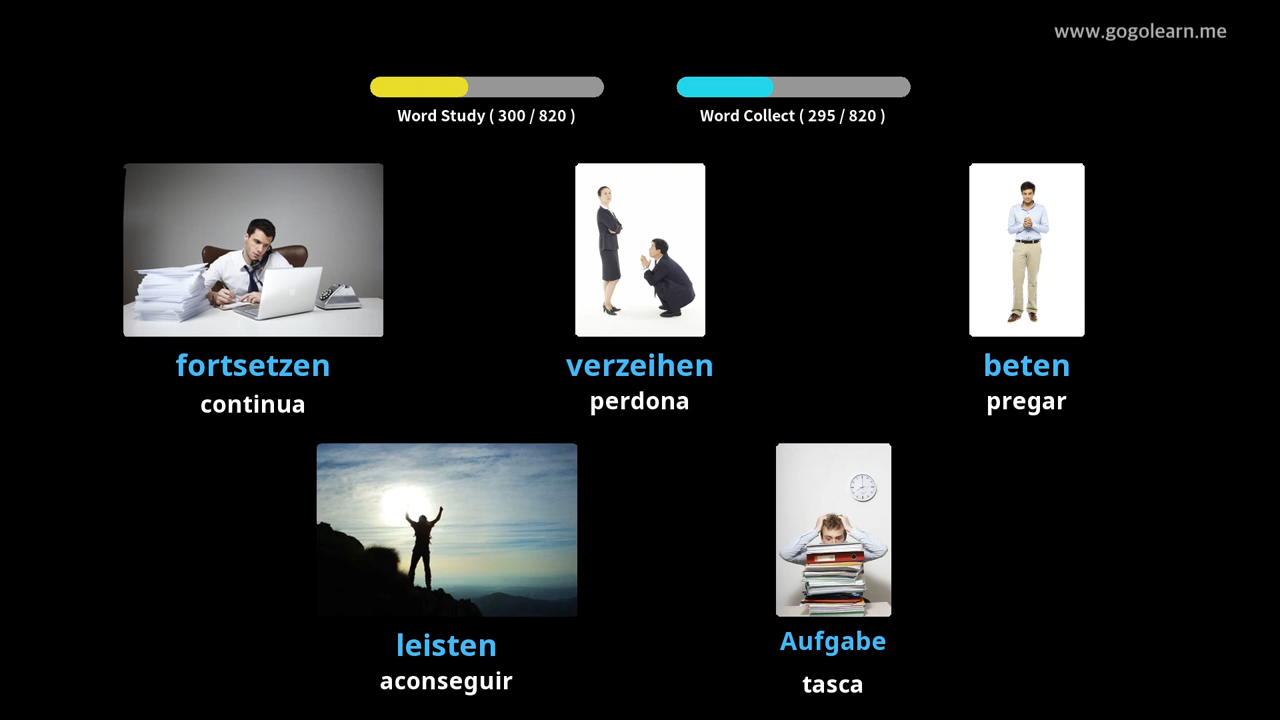 www.gogolearn.me
Word Study ( 300 / 820 )
Word Collect ( 295 / 820 )
fortsetzen
continua
verzeihen
perdona
beten
pregar
leisten
aconseguir
Aufgabe
tasca